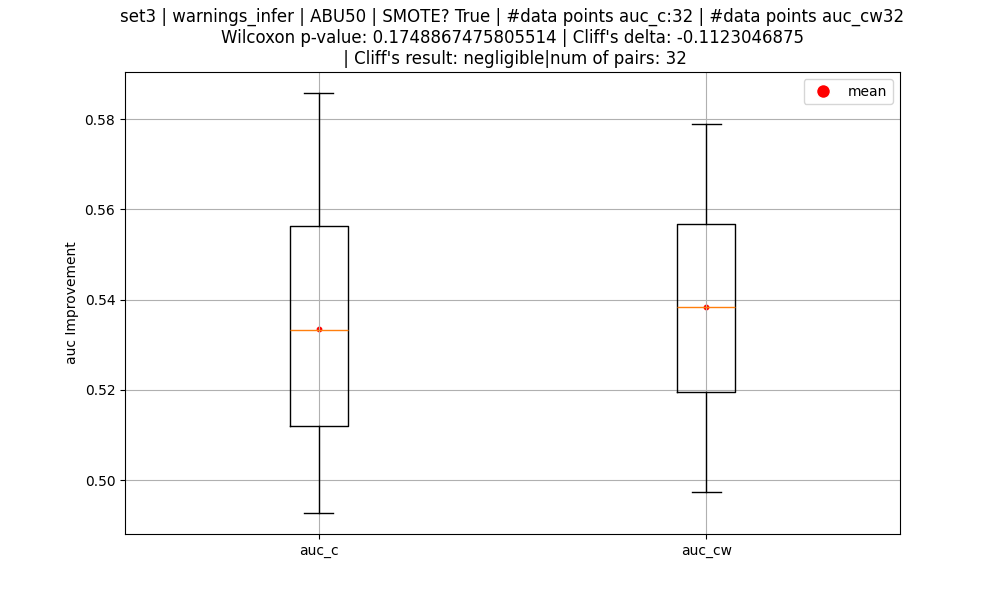 set3 | warnings_infer | ABU50 | SMOTE? True | #data points auc_c:32 | #data points auc_cw32
Wilcoxon p-value: 0.1748867475805514 | Cliff's delta: -0.1123046875
| Cliff's result: negligible|num of pairs: 32
mean
0.58
0.56
0.54
0.52
0.50
auc Improvement
auc_c
auc_cw